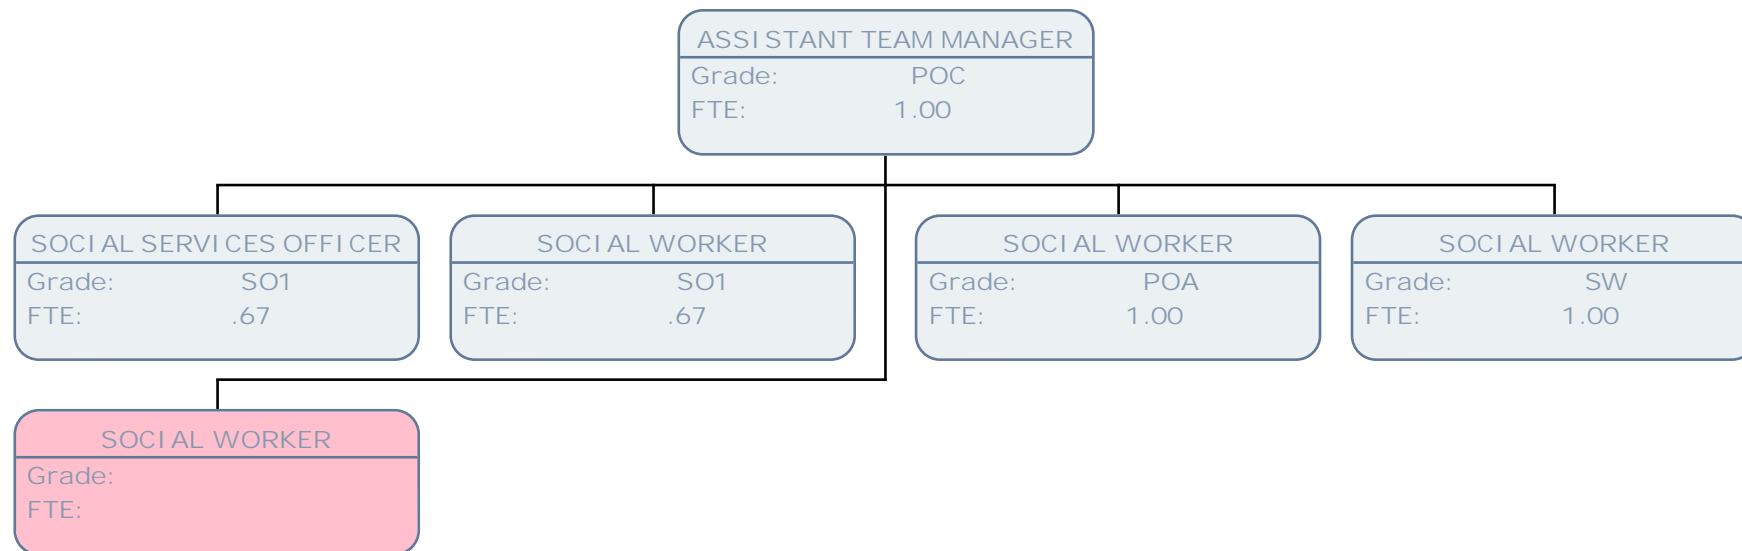 ASSISTANT TEAM MANAGER
Grade: POC
FTE: 1.00
SOCIAL SERVICES OFFICER
Grade: SO1
FTE: .67
SOCIAL WORKER
Grade: SO1
FTE: .67
SOCIAL WORKER
Grade: POA
FTE: 1.00
SOCIAL WORKER
Grade: SW
FTE: 1.00
SOCIAL WORKER
Grade:
FTE: